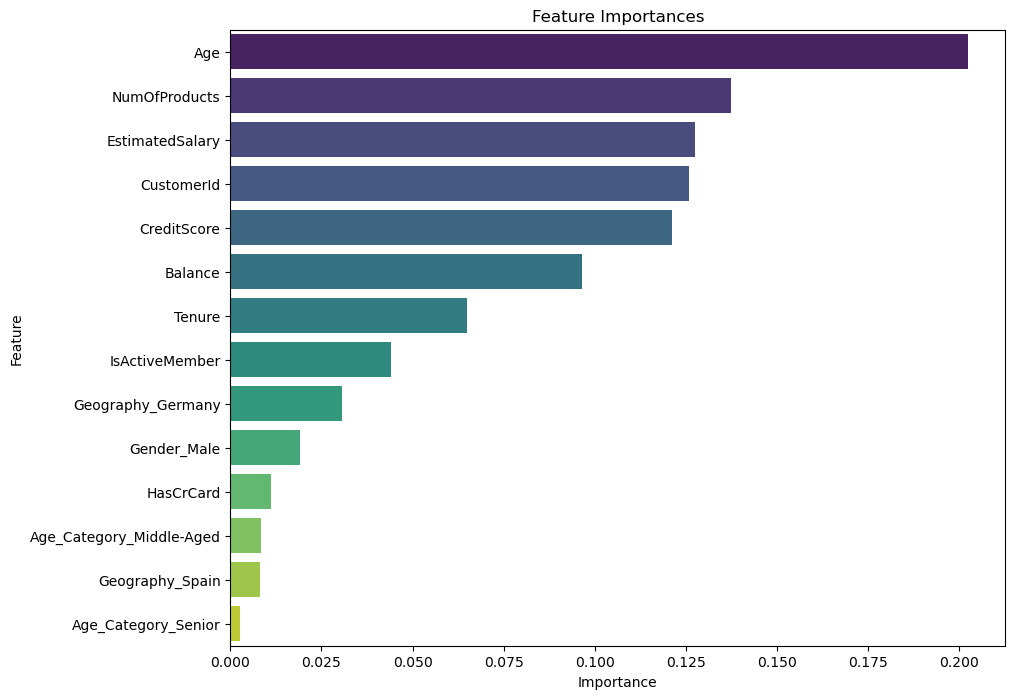 Feature Importances
Age
NumOfProducts
EstimatedSalary
CustomerId
CreditScore
Balance
Tenure
IsActiveMember
Geography_Germany
Gender_Male
HasCrCard
Age_Category_Middle-Aged
Geography_Spain
Age_Category_Senior
Feature
0.000 0.025 0.050 0.075 0.100 0.125 0.150 0.175 0.200
Importance